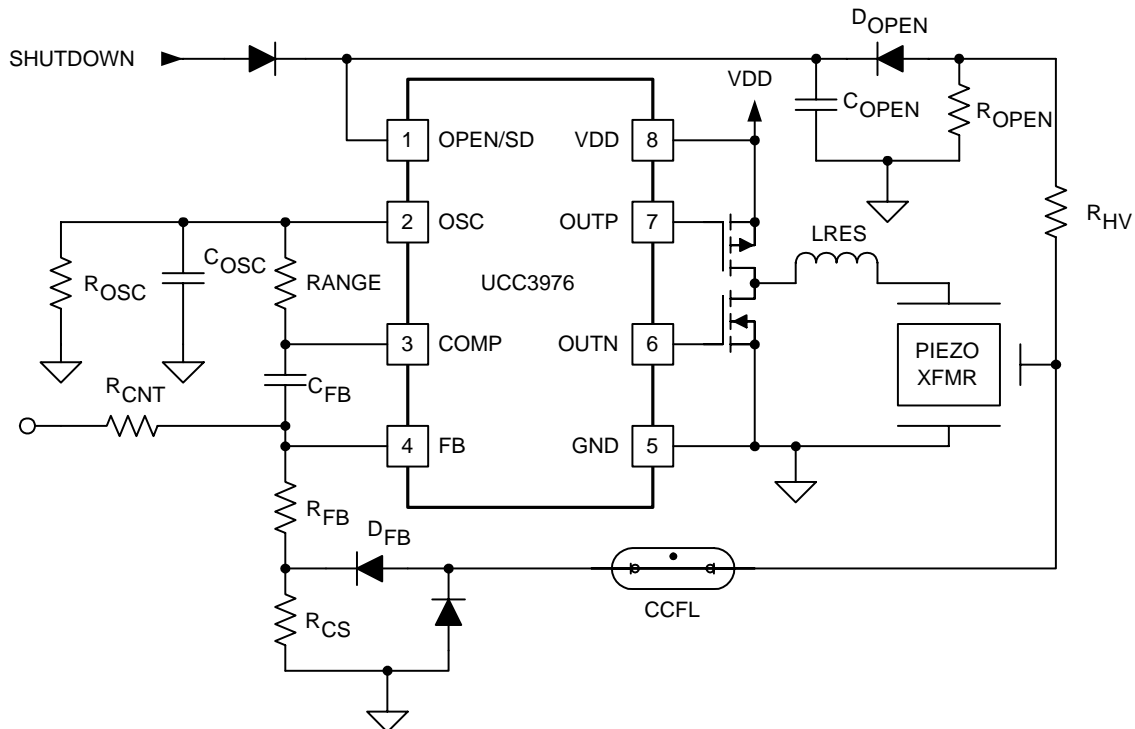 DOPEN
SHUTDOWN
VDD
COPEN
ROPEN
1 OPEN/SD
VDD 8
2 OSC
OUTP 7
RHV
LRES
COSC
ROSC
RANGE
UCC3976
3 COMP
OUTN 6
PIEZO
XFMR
RCNT
CFB
4 FB
GND 5
RFB
DFB
RCS
CCFL